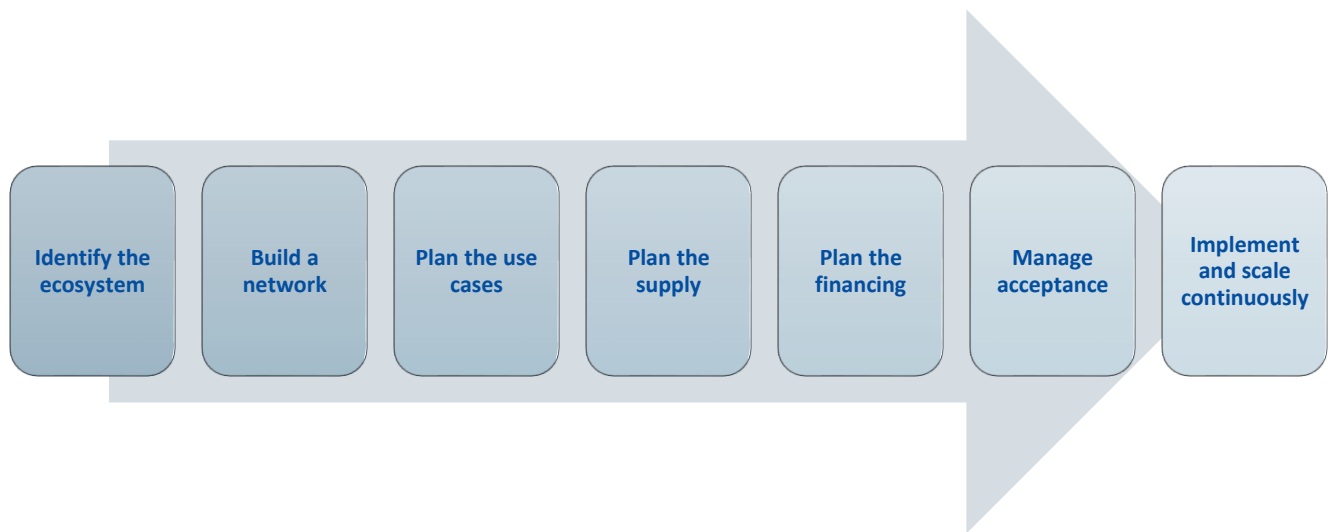 Identify the
ecosystem
Build a
network
Plan the use
cases
Plan the
supply
Plan the
financing
Manage
acceptance
Implement
and scale
continuously